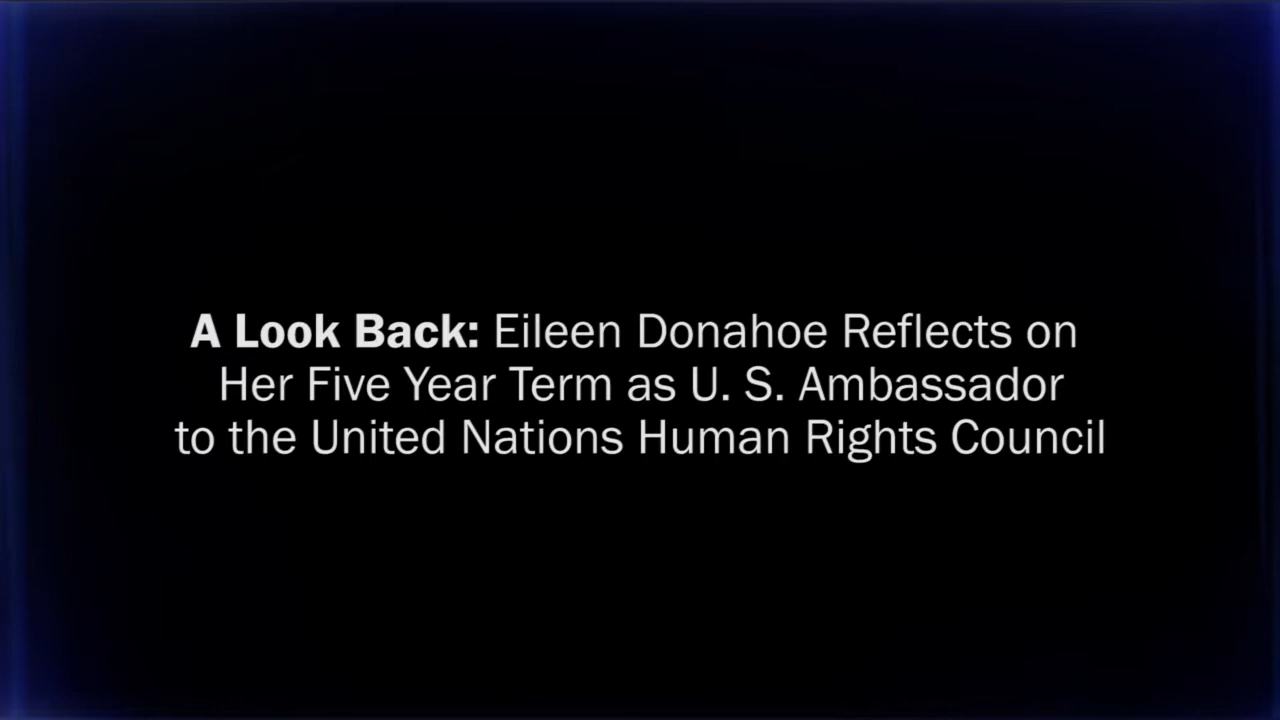 A Look Back: Eileen Donahoe Reflects on
Her Five Year Term as U. S. Ambassador
to the United Nations Human Rights Council